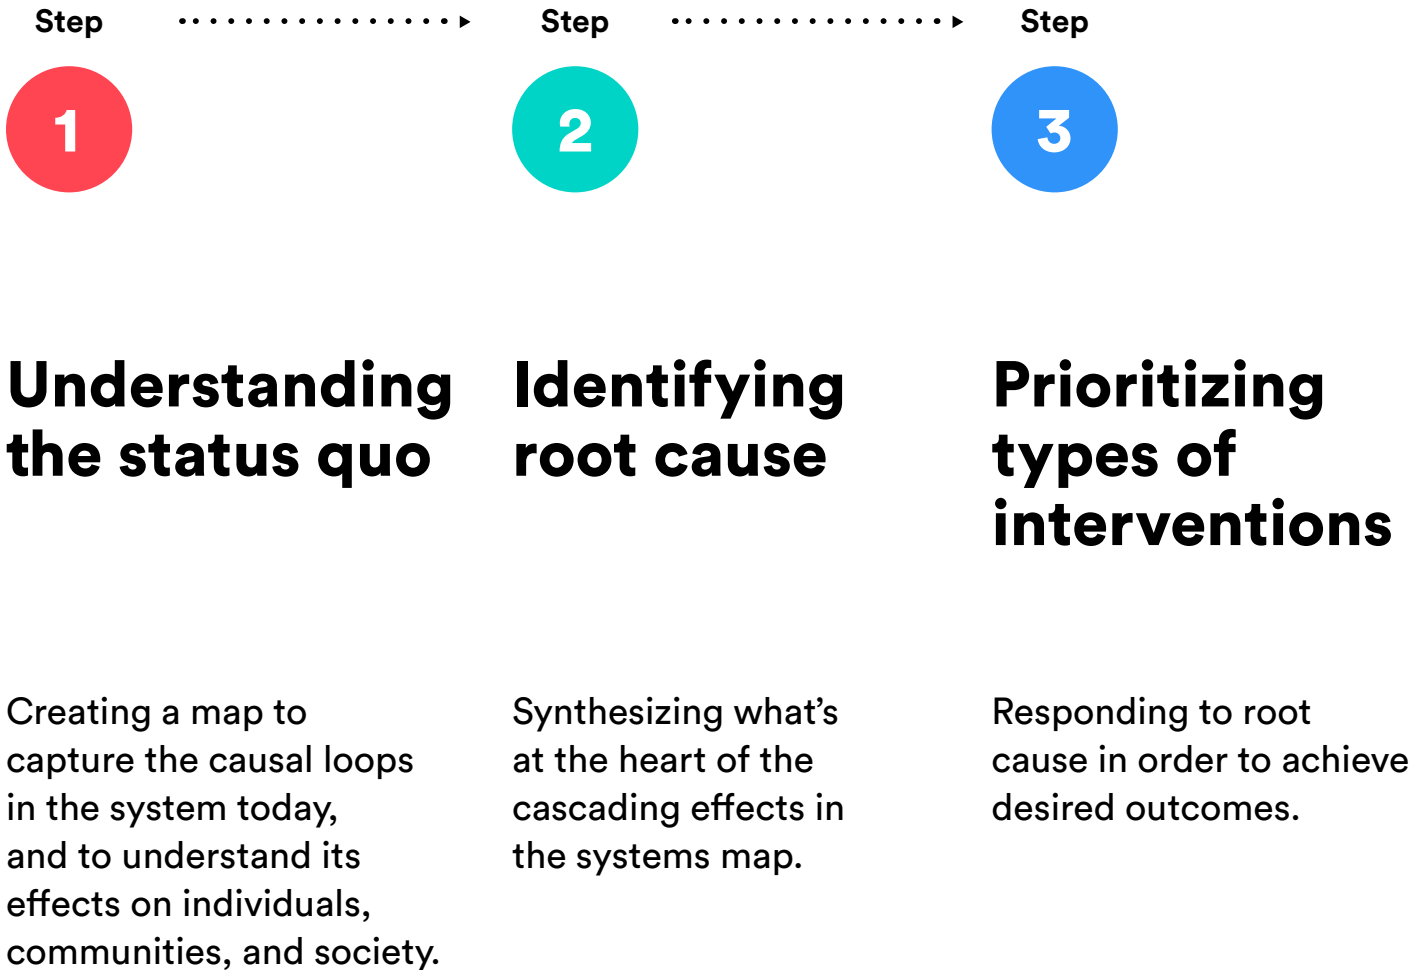 Step
1
Understanding
the status quo
Creating a map to
capture the causal loops
in the system today,
and to understand its
effects on individuals,
communities, and society.
Step
2
Identifying
root cause
Synthesizing what’s
at the heart of the
cascading effects in
the systems map.
Step
3
Prioritizing
types of
interventions
Responding to root
cause in order to achieve
desired outcomes.